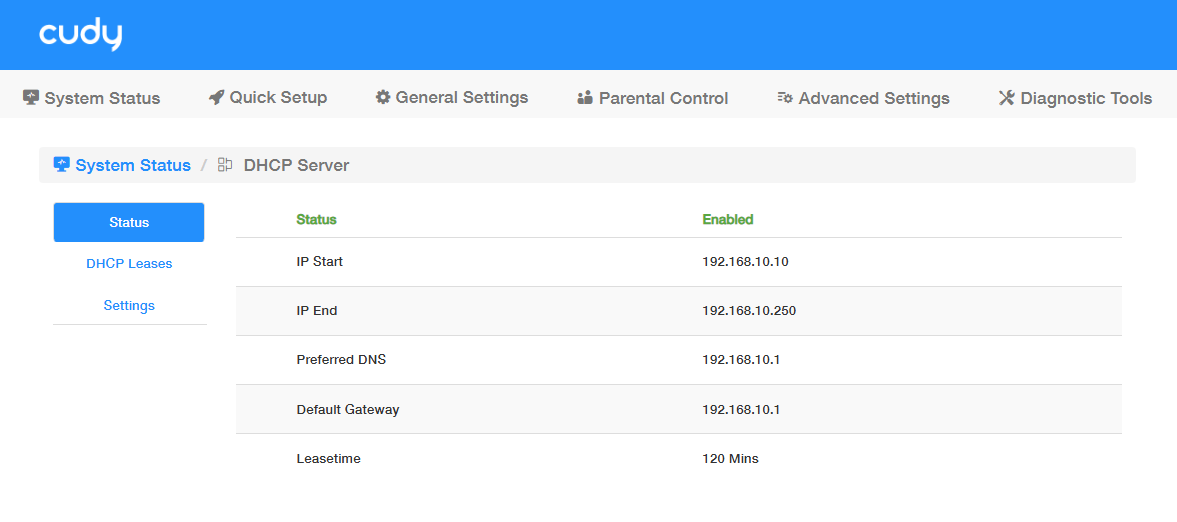 cudy
System Status Quick Setup General Settings Parental Control Advanced Settings Diagnostic Tools
System Status / DHCP Server
Status
DHCP Leases
Settings
Status Enabled
IP Start 192.168.10.10
IP End 192.168.10.250
Preferred DNS 192.168.10.1
Default Gateway 192.168.10.1
Leasetime 120 Mins